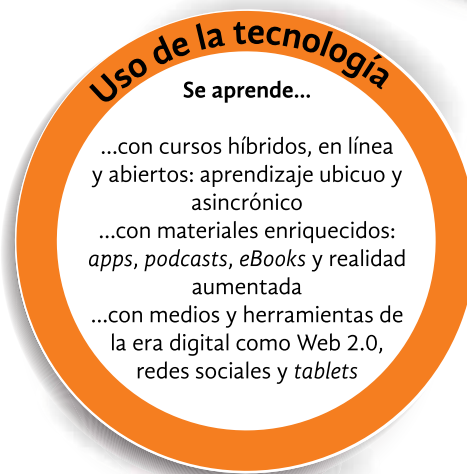 Uso de la tecnología
Se aprende...
...con cursos híbridos, en línea
y abiertos: aprendizaje ubicuo y
asincrónico
...con materiales enriquecidos:
apps, podcasts, eBooks y realidad
aumentada
...con medios y herramientas de
la era digital como Web 2.0,
redes sociales y tablets